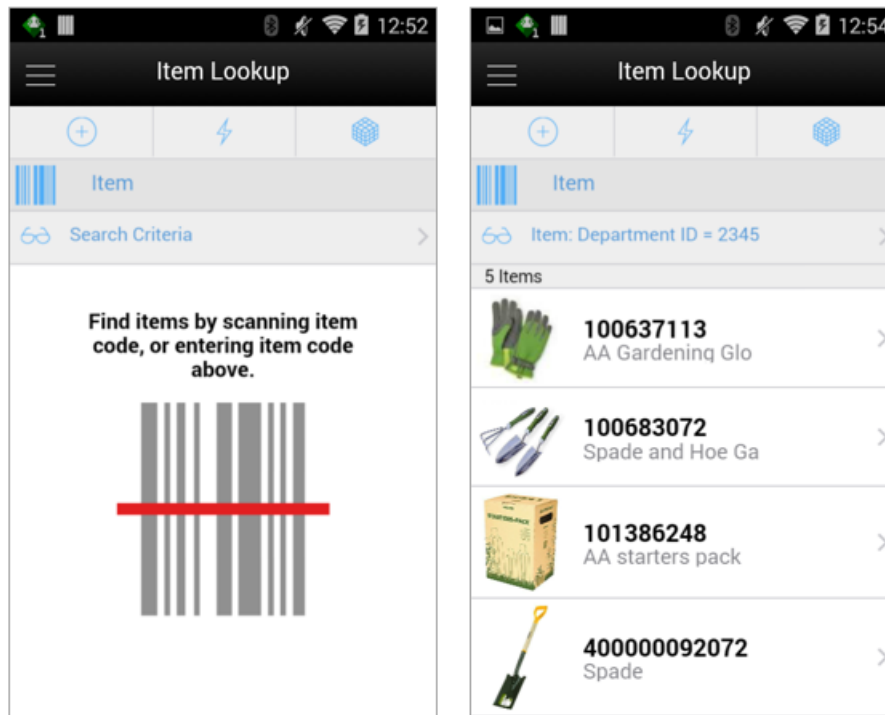 12:52
Item Lookup
Item
Search Criteria
Find items by scanning item
code, or entering item code
above.
12:54
Item Lookup
Item
Item: Department ID = 2345
5 Items
100637113
AA Gardening Glo
100683072
Spade and Hoe Ga
101386248
AA starters pack
400000092072
Spade